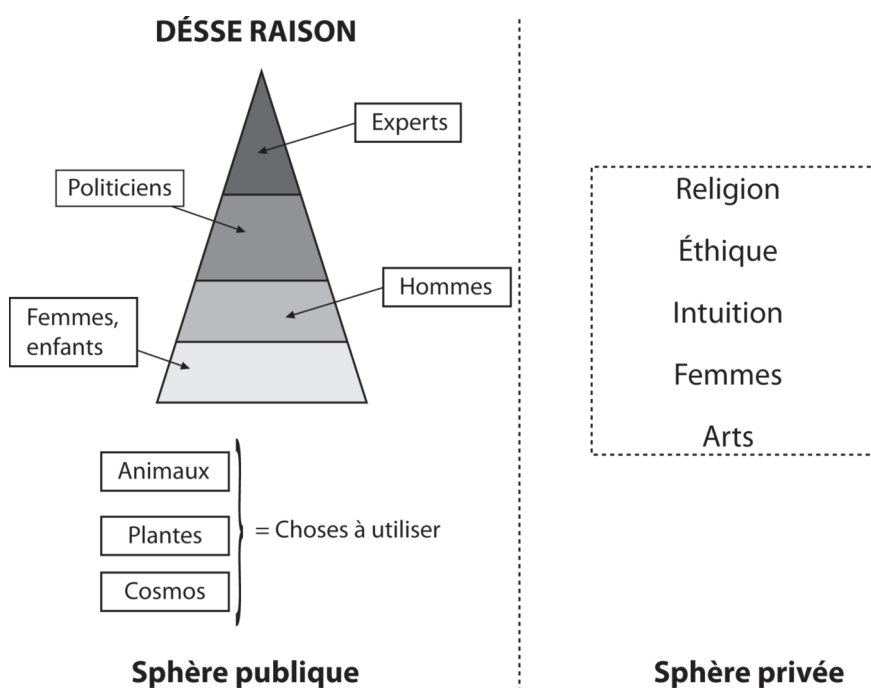 DÉSSE RAISON
Experts
Politiciens
Hommes
Femmes,
enfants
Animaux
Plantes
Cosmos
= Choses à utiliser
Sphère publique
Religion
Éthique
Intuition
Femmes
Arts
Sphère privée